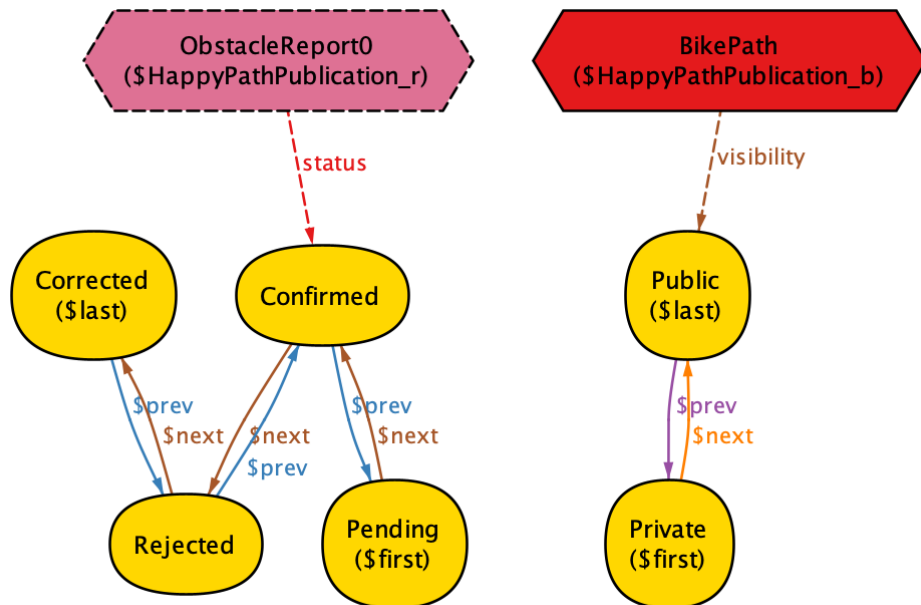 ObstacleReport0
($HappyPathPublication_r)
BikePath
($HappyPathPublication_b)
status
visibility
Corrected
($last)
Confirmed
Public
($last)
$prev
$next
$next
$prev
$prev
$next
$prev
$next
Rejected
Pending
($first)
Private
($first)